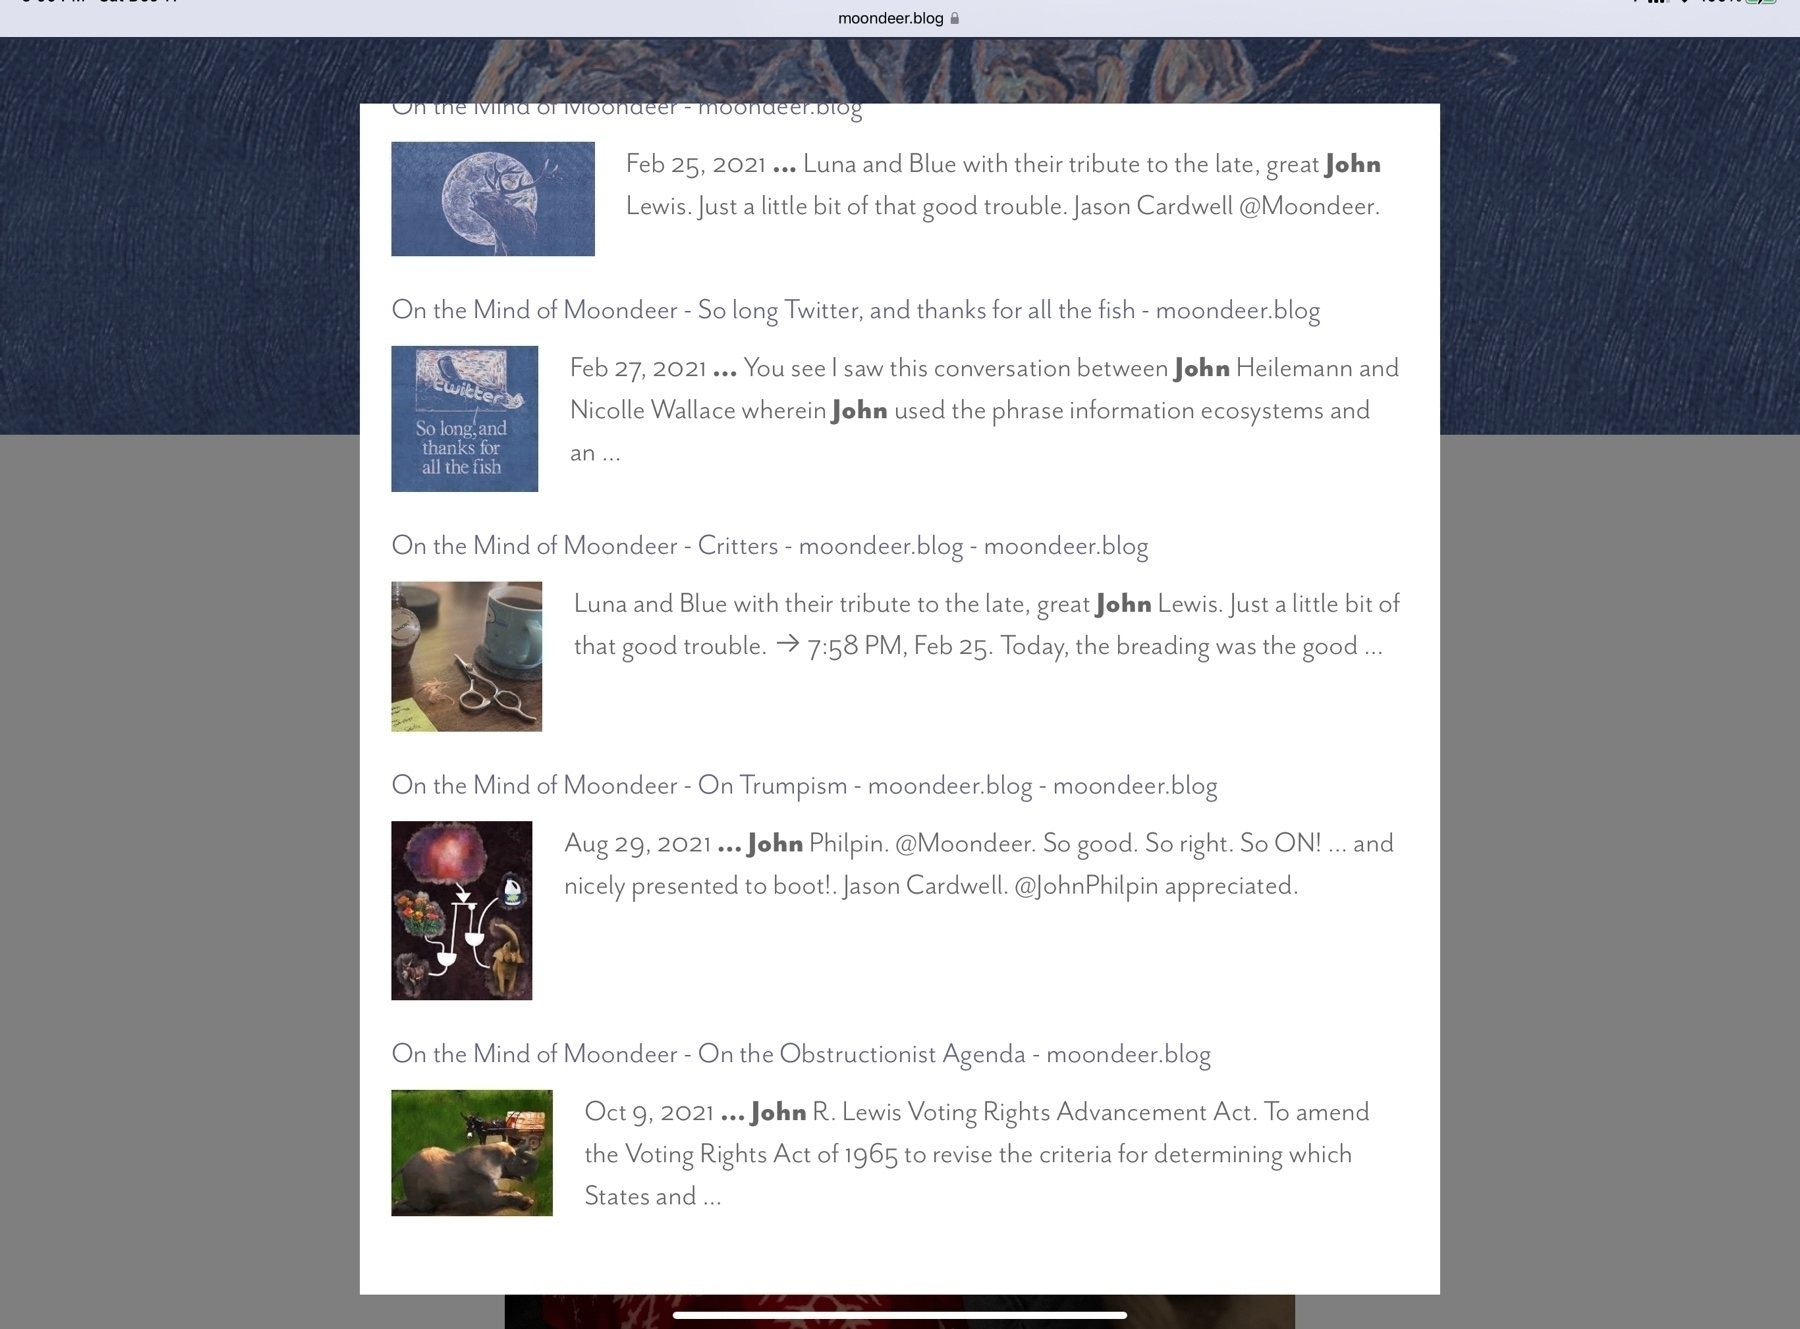 moondeer.blog
On the Mind of Moondeer - moondeer.blog
Feb 25, 2021 ... Luna and Blue with their tribute to the late, great John
Lewis. Just a little bit of that good trouble. Jason Cardwell @Moondeer.
On the Mind of Moondeer - So long Twitter, and thanks for all the fish - moondeer.blog
twitter
So long, and
thanks for
all the fish
Feb 27, 2021 ... You see I saw this conversation between John Heilemann and
Nicolle Wallace wherein John used the phrase information ecosystems and
an ...
On the Mind of Moondeer - Critters - moondeer.blog - moondeer.blog
Luna and Blue with their tribute to the late, great John Lewis. Just a little bit of
that good trouble. → 7:58 PM, Feb 25. Today, the breading was the good ...
On the Mind of Moondeer - On Trumpism - moondeer.blog - moondeer.blog
Aug 29, 2021 ... John Philpin. @Moondeer. So good. So right. So ON! ... and
nicely presented to boot!. Jason Cardwell. @JohnPhilpin appreciated.
On the Mind of Moondeer - On the Obstructionist Agenda - moondeer.blog
Oct 9, 2021 ... John R. Lewis Voting Rights Advancement Act. To amend
the Voting Rights Act of 1965 to revise the criteria for determining which
States and ...